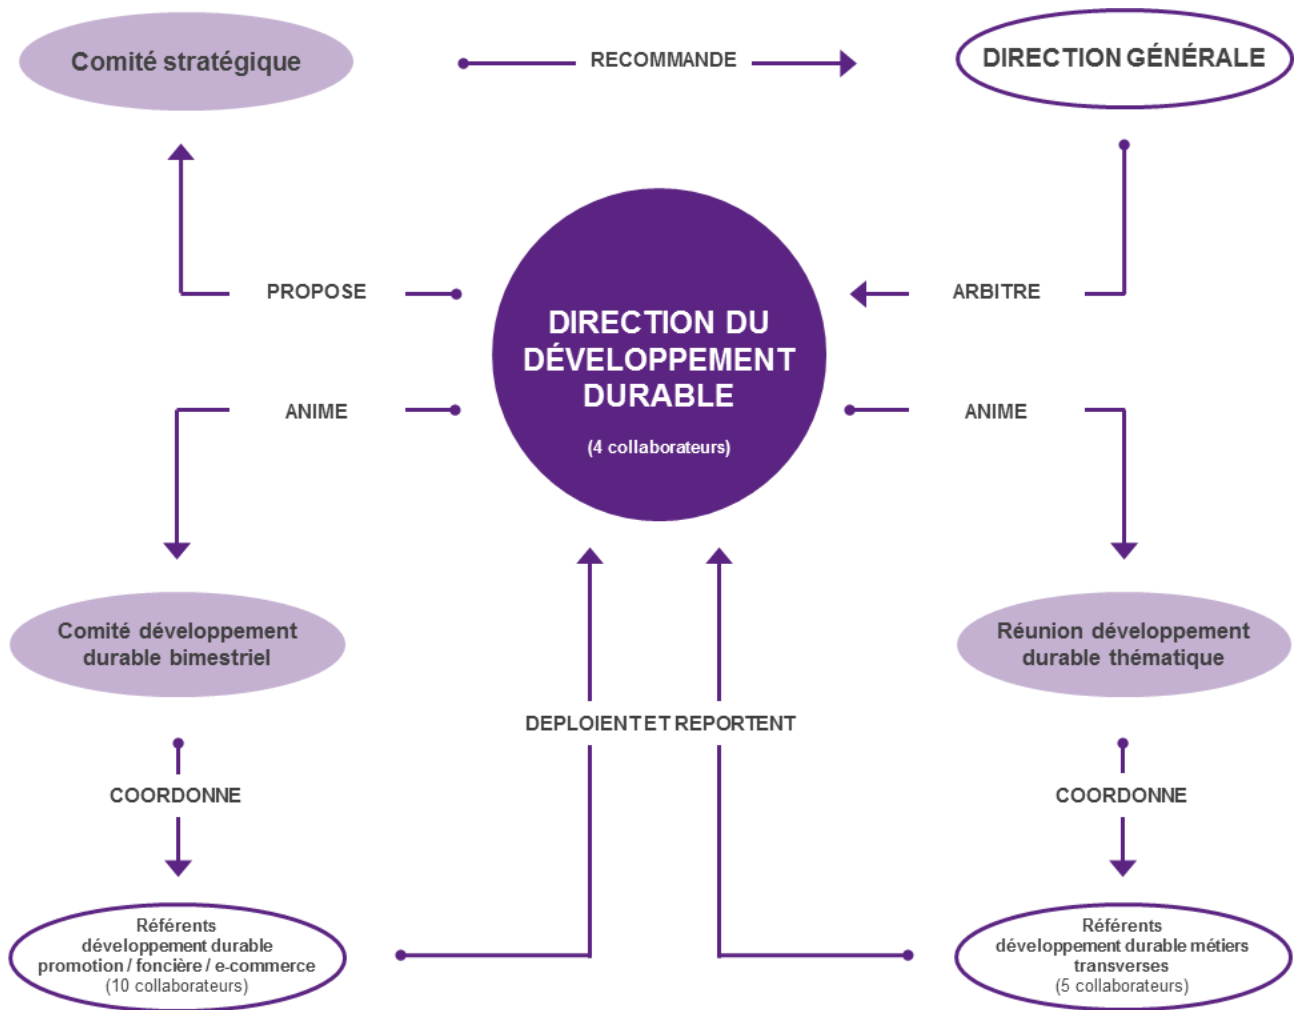 Comité stratégique
RECOMMANDE
DIRECTION GÉNÉRALE
PROPOSE
ARBITRE
DIRECTION DU
DÉVELOPPEMENT
DURABLE
(4 collaborateurs)
ANIME
ANIME
Comité développement
durable bimestriel
Réunion développement
durable thématique
DEPLOIENT ET REPORTENT
COORDONNE
COORDONNE
Référents
développement durable
promotion / foncière / e-commerce
(10 collaborateurs)
Référents
développement durable métiers
transverses
(5 collaborateurs)